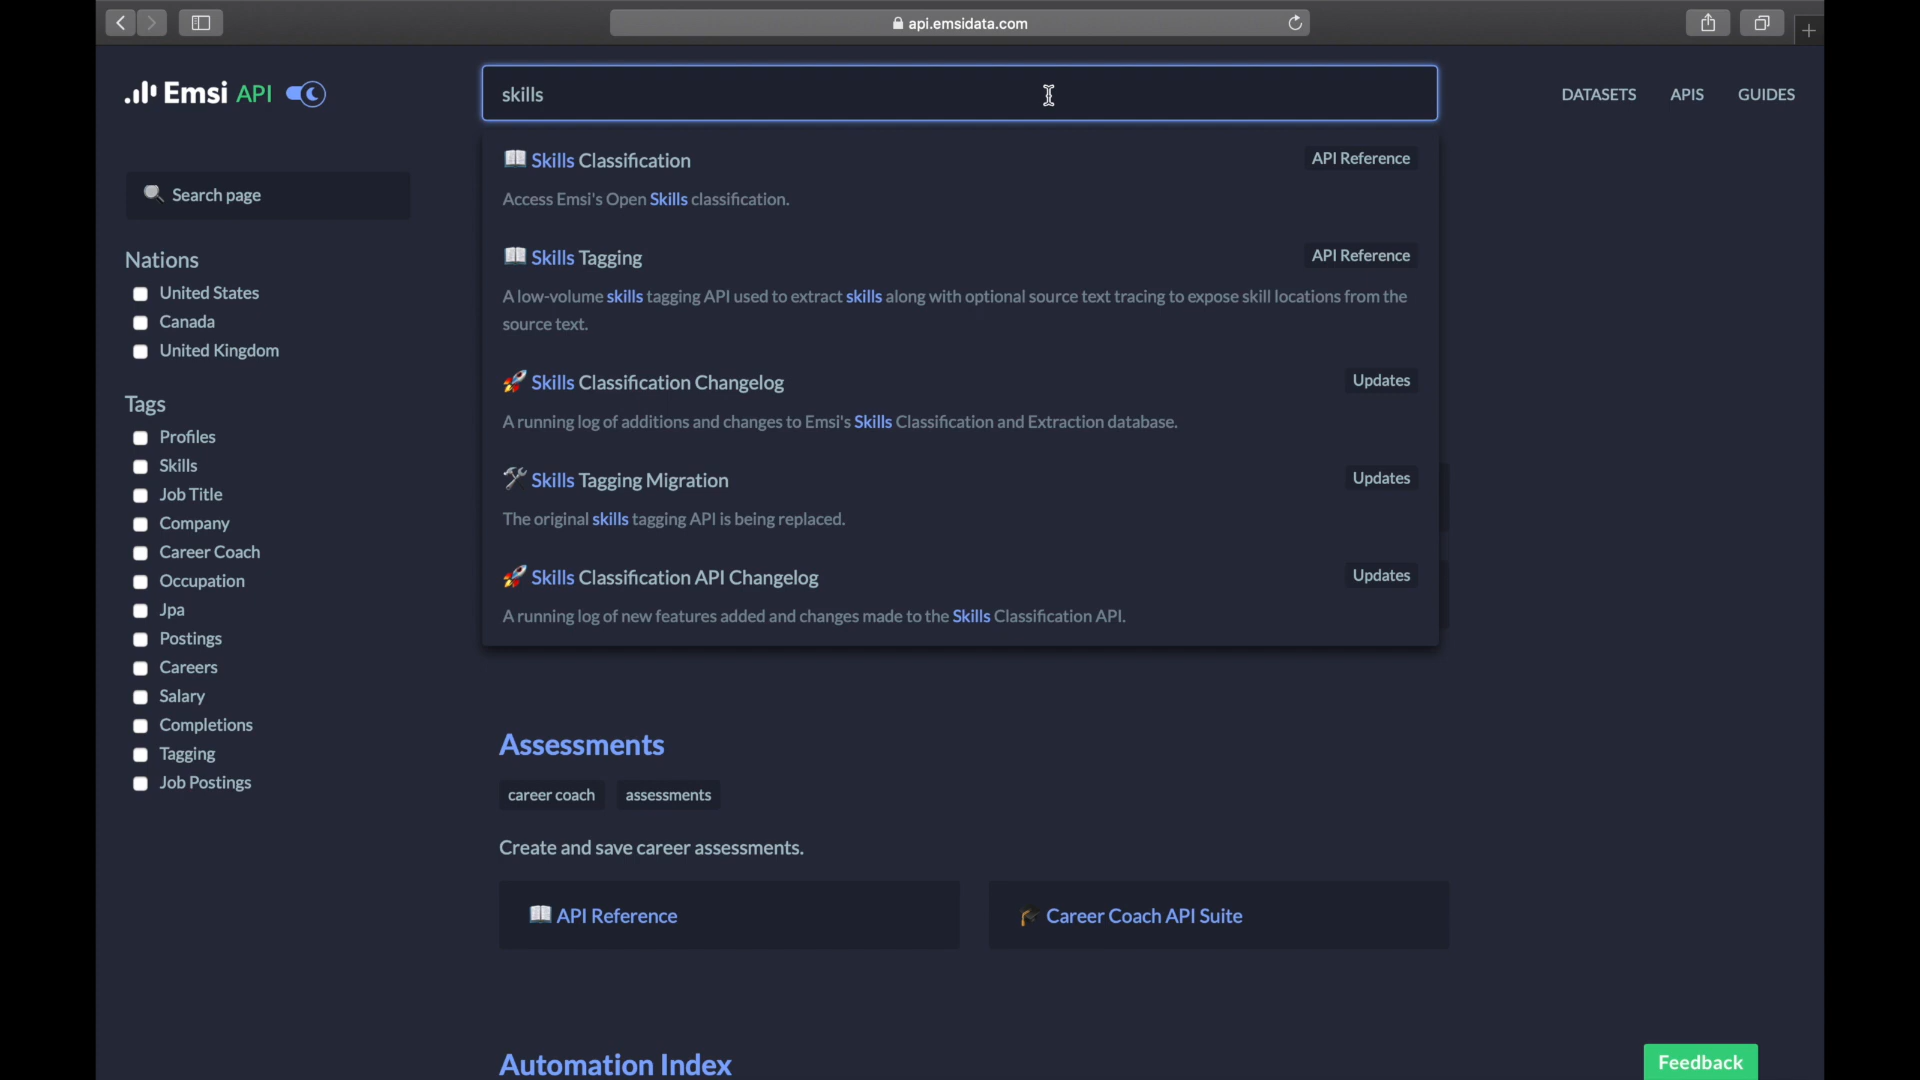 api.emsidata.com
Emsi API
skills
DATASETS
APIS
GUIDES
Search page
Nations
United States
Canada
United Kingdom
Tags
Profiles
Skills
Job Title
Company
Career Coach
Occupation
Jpa
Postings
Careers
Salary
Completions
Tagging
Job Postings
Skills Classification
API Reference
Access Emsi's Open Skills classification.
Skills Tagging
API Reference
A low-volume skills tagging API used to extract skills along with optional source text tracing to expose skill locations from the
source text.
Skills Classification Changelog
Updates
A running log of additions and changes to Emsi's Skills Classification and Extraction database.
Skills Tagging Migration
Updates
The original skills tagging API is being replaced.
Skills Classification API Changelog
Updates
A running log of new features added and changes made to the Skills Classification API.
Assessments
career coach
assessments
Create and save career assessments.
API Reference
Career Coach API Suite
Automation Index
Feedback